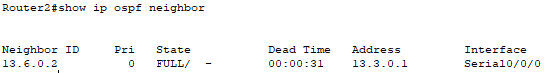 Router2#show ip ospf neighbor
Neighbor ID Pri State Dead Time Address Interface
13.6.0.2 0 FULL/ - 00:00:31 13.3.0.1 Serial0/0/0